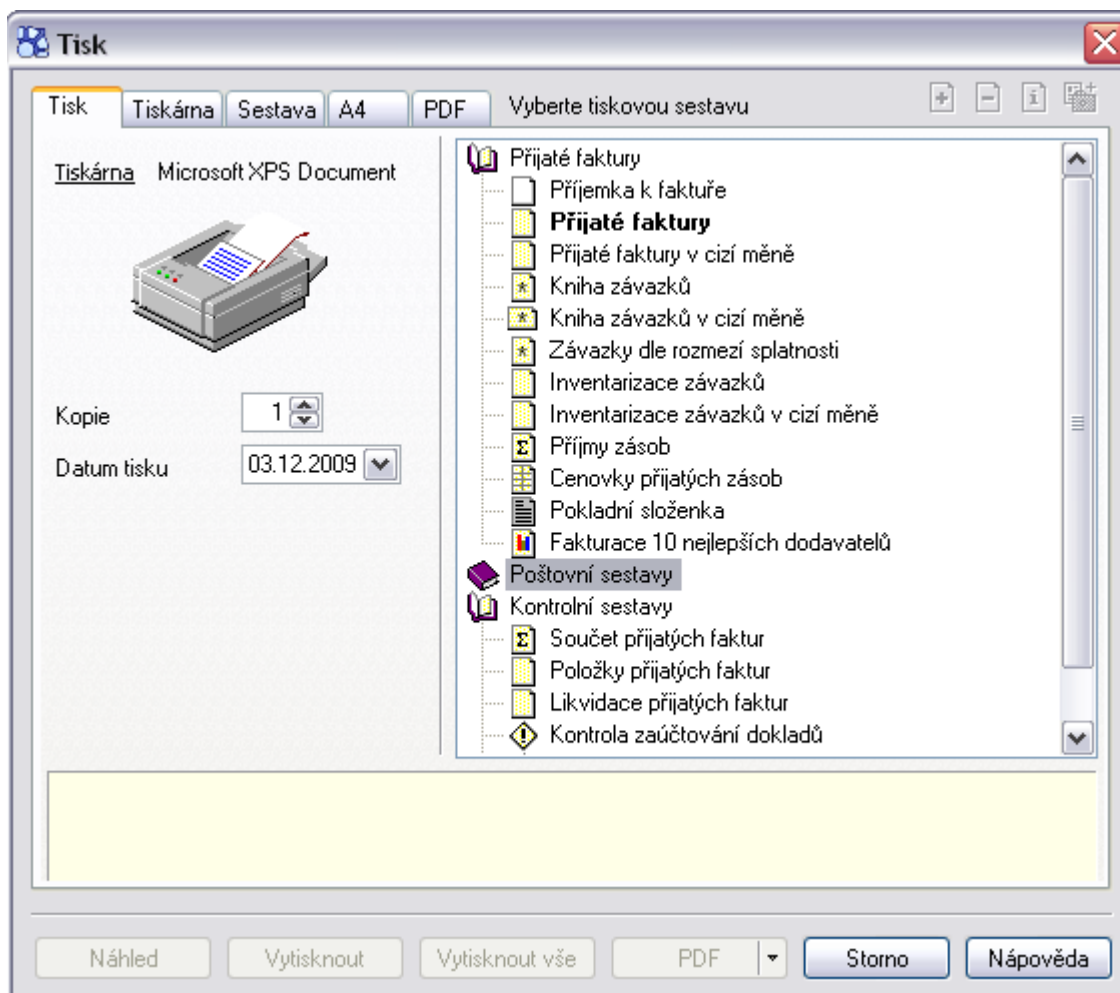 Tisk
Tisk
Tiskárna
Sestava
A4
PDF
Vyberte tiskovou sestavu
Tiskárna Microsoft XPS Document
Kopie 1
Datum tisku 03.12.2009
Přijaté faktury
Příjemka k faktuře
Přijaté faktury
Přijaté faktury v cizí měně
Kniha závazků
Kniha závazků v cizí měně
Závazky dle rozmezí splatnosti
Inventarizace závazků
Inventarizace závazků v cizí měně
Příjmy zásob
Cenovky přijatých zásob
Pokladní složenka
Fakturace 10 nejlepších dodavatelů
Poštovní sestavy
Kontrolní sestavy
Součet přijatých faktur
Položky přijatých faktur
Likvidace přijatých faktur
Kontrola zaúčtování dokladů
Náhled
Vytisknout
Vytisknout vše
PDF
Storno
Nápověda